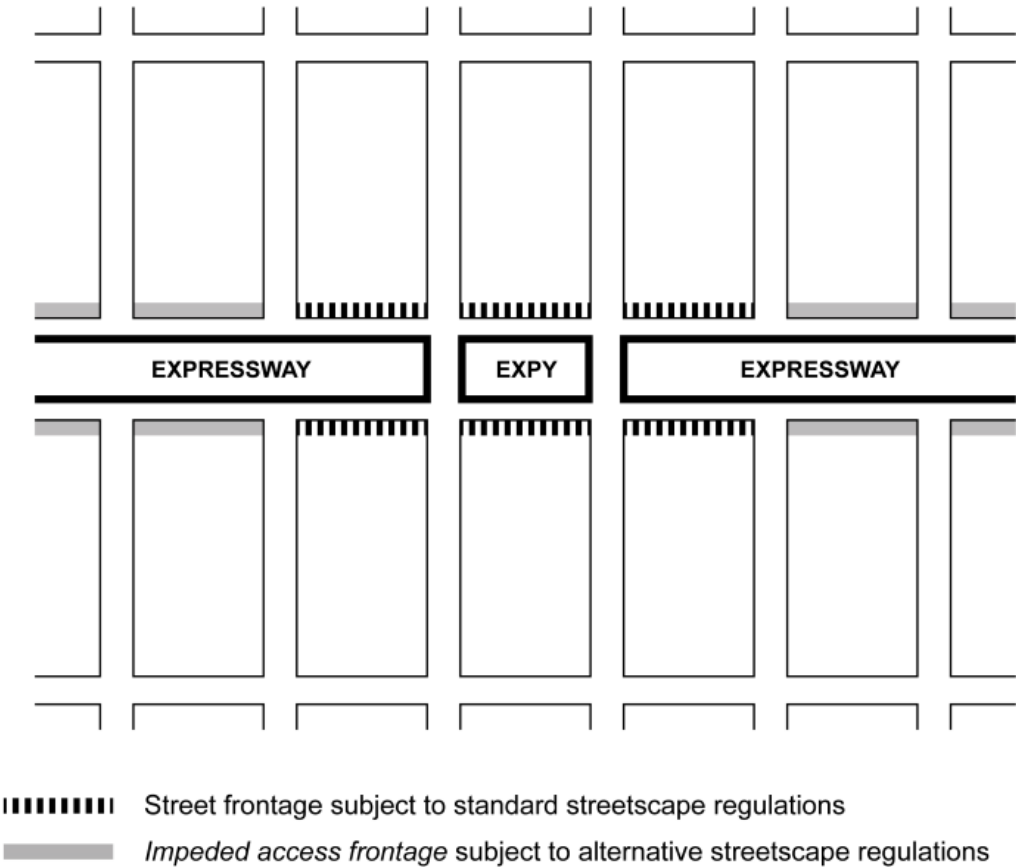 EXPRESSWAY EXPY EXPRESSWAY
Street frontage subject to standard streetscape regulations
Impeded access frontage subject to alternative streetscape regulations